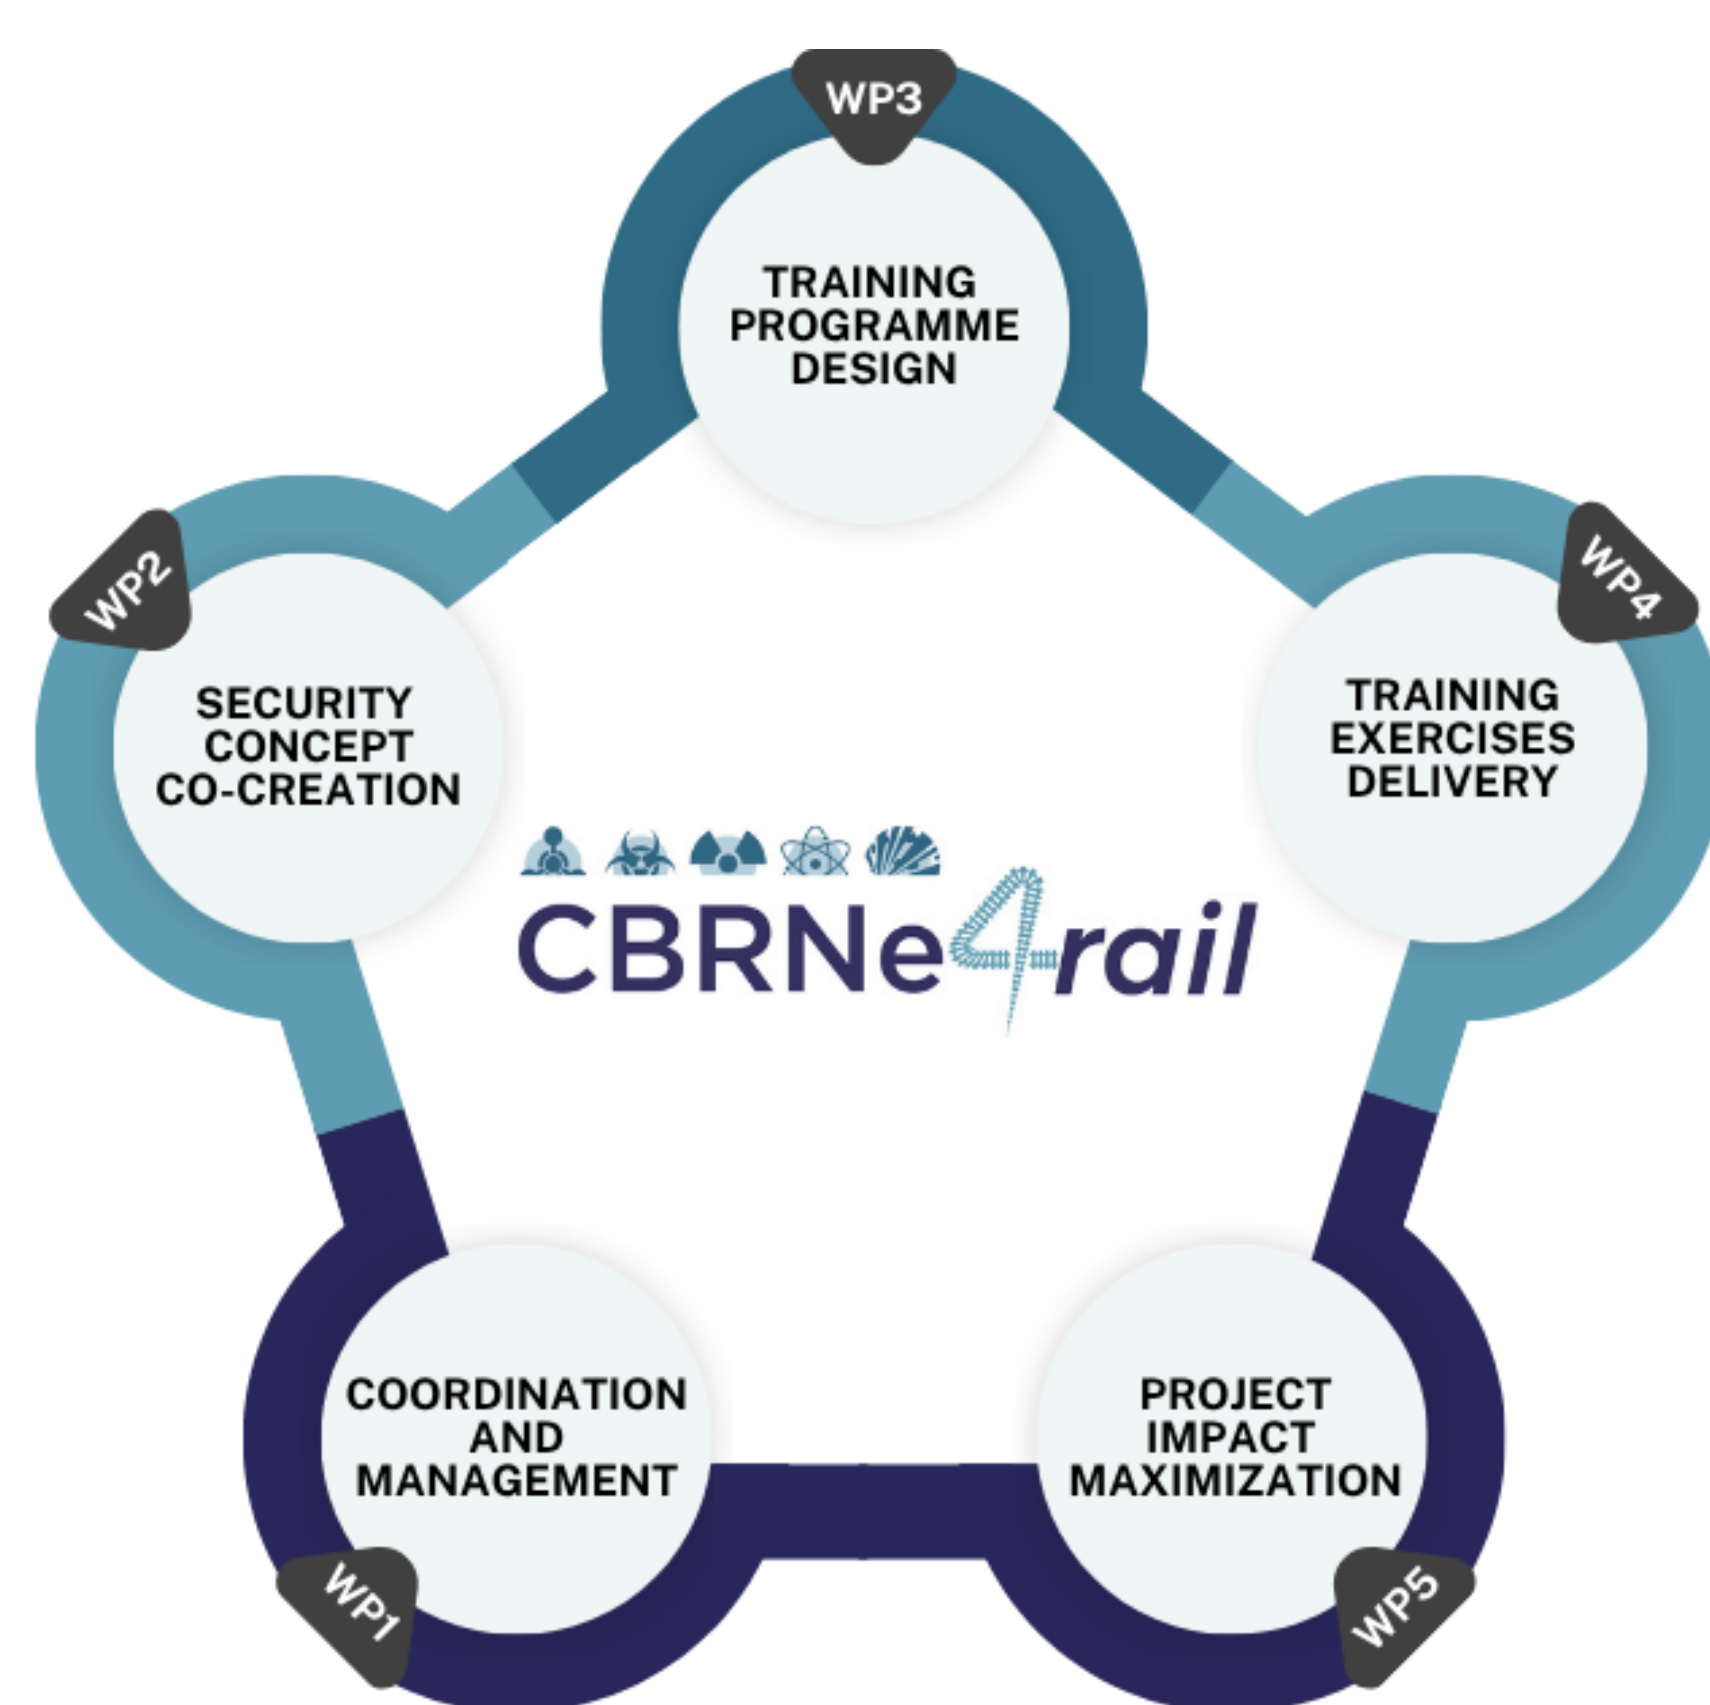 WP3
TRAINING
PROGRAMME
DESIGN
WP2
SECURITY
CONCEPT
CO-CREATION
WP4
TRAINING
EXERCISES
DELIVERY
CBRNe4rail
COORDINATION
AND
MANAGEMENT
WP1
PROJECT
IMPACT
MAXIMIZATION
WP5